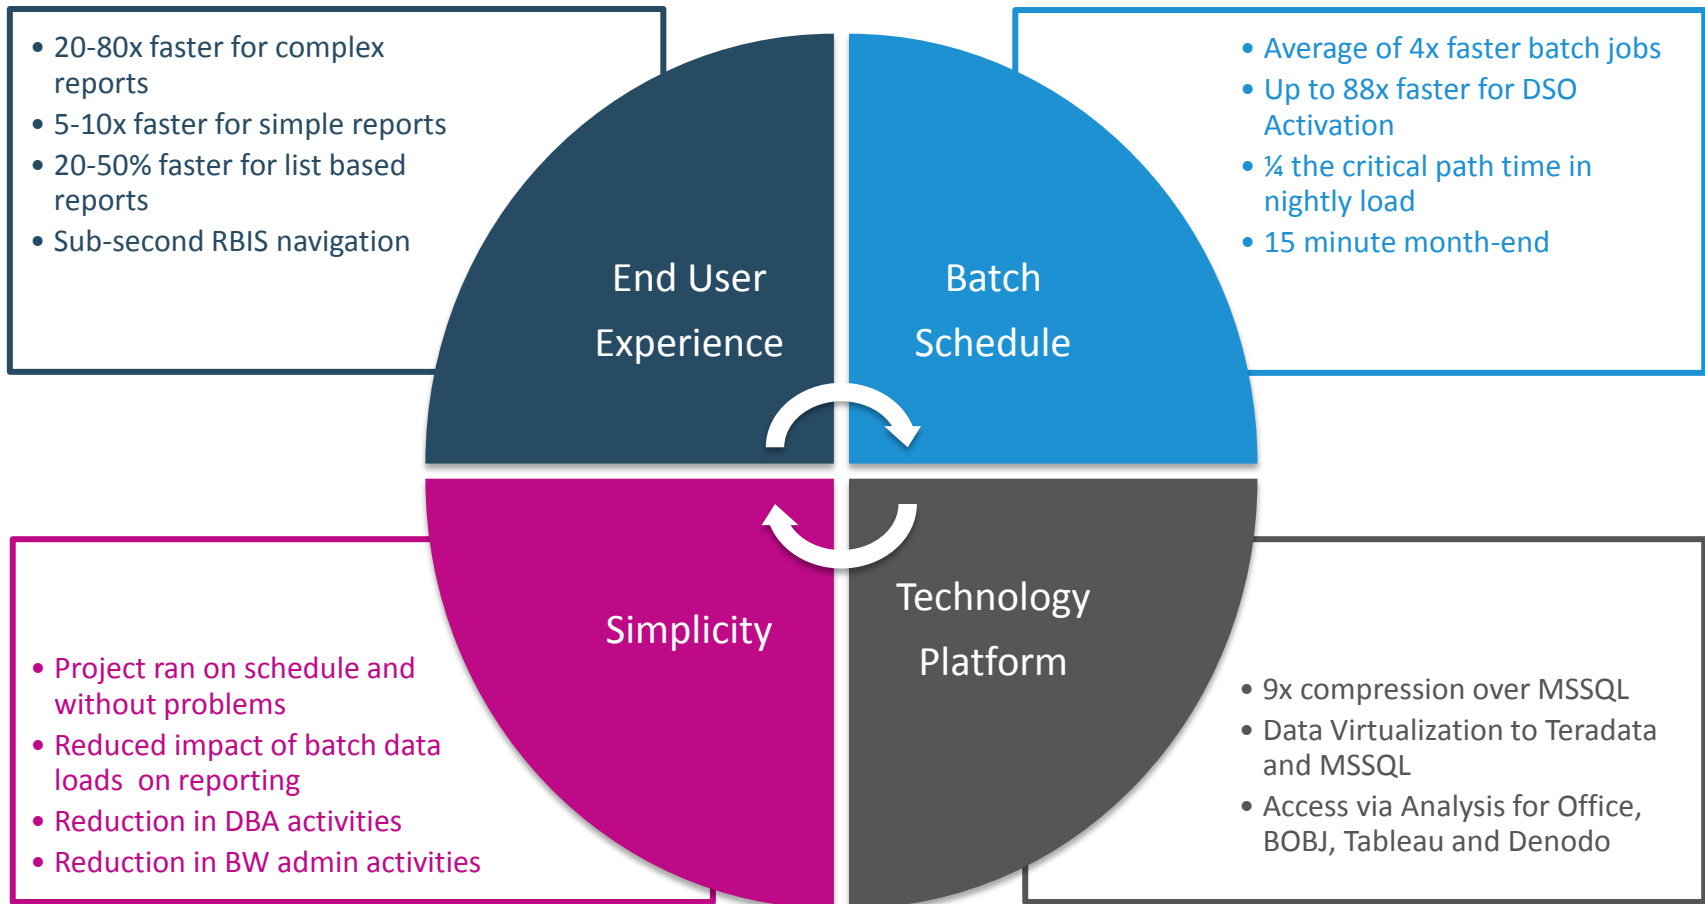 • 20-80x faster for complex
reports
• 5-10x faster for simple reports
• 20-50% faster for list based
reports
• Sub-second RBIS navigation
End User
Experience
Batch
Schedule
• Average of 4x faster batch jobs
• Up to 88x faster for DSO
Activation
• ¼ the critical path time in
nightly load
• 15 minute month-end
Simplicity
• Project ran on schedule and
without problems
• Reduced impact of batch data
loads  on reporting
• Reduction in DBA activities
• Reduction in BW admin activities
Technology
Platform
• 9x compression over MSSQL
• Data Virtualization to Teradata
and MSSQL
• Access via Analysis for Office,
BOBJ, Tableau and Denodo